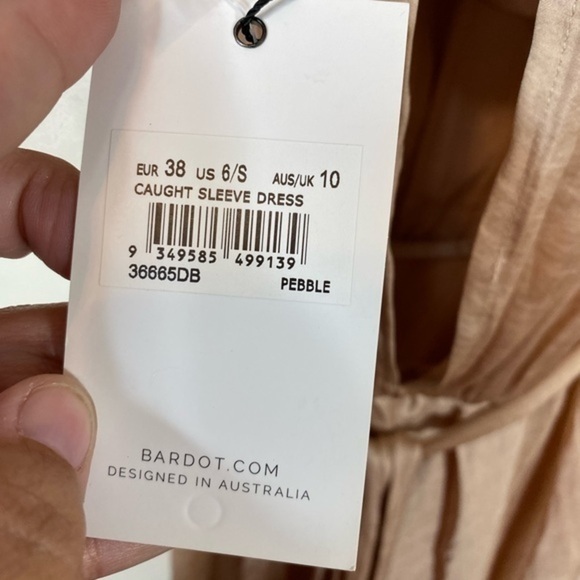 EUR 38 US 6/S AUS/UK 10
CAUGHT SLEEVE DRESS
9 349585 499139
36665DB PEBBLE
BARDOT.COM
DESIGNED IN AUSTRALIA